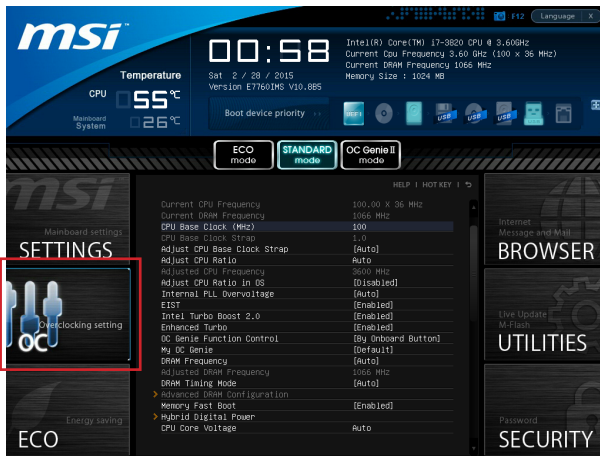 msi
F12 Language X
00:58
Intel(R) Core(TM) i7-3820 CPU @ 3.60GHz
Current Cpu Frequency 3.60 GHz (100 x 36 MHz)
Current DRAM Frequency 1066 MHz
Memory Size : 1024 MB
Temperature
Sat 2 / 28 / 2015
Version E7760IMS V10.8B5
CPU 55°C
Mainboard
System 26°C
Boot device priority
UEFI USB USB USB
ECO
mode
STANDARD
mode
OC Genie II
mode
HELP | HOT KEY |
msi
Mainboard settings
SETTINGS
Overclocking setting
OC
Energy saving
ECO
Current CPU Frequency 100.00 X 36 MHz
Current DRAM Frequency 1066 MHz
CPU Base Clock (MHz) 100
CPU Base Clock Strap 1.0
Adjust CPU Base Clock Strap [Auto]
Adjust CPU Ratio Auto
Adjusted CPU Frequency 3600 MHz
Adjust CPU Ratio in OS [Disabled]
Internal PLL Overvoltage [Auto]
EIST [Enabled]
Intel Turbo Boost 2.0 [Enabled]
Enhanced Turbo [Enabled]
OC Genie Function Control [By Onboard Button]
My OC Genie [Default]
DRAM Frequency [Auto]
Adjusted DRAM Frequency 1066 MHz
DRAM Timing Mode [Auto]
> Advanced DRAM Configuration
Memory Fast Boot [Enabled]
> Hybrid Digital Power
CPU Core Voltage Auto
Internet
Message and Mail
BROWSER
Live Update
M-Flash
UTILITIES
Password
SECURITY